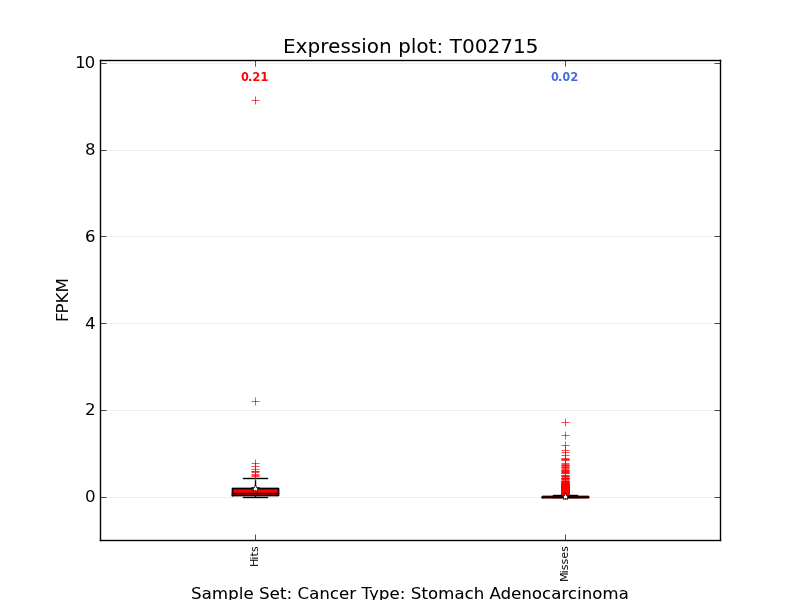 Expression plot: T002715
10
8
6
4
2
0
FPKM
0.21
0.02
Hits
Misses
Sample Set: Cancer Type: Stomach Adenocarcinoma